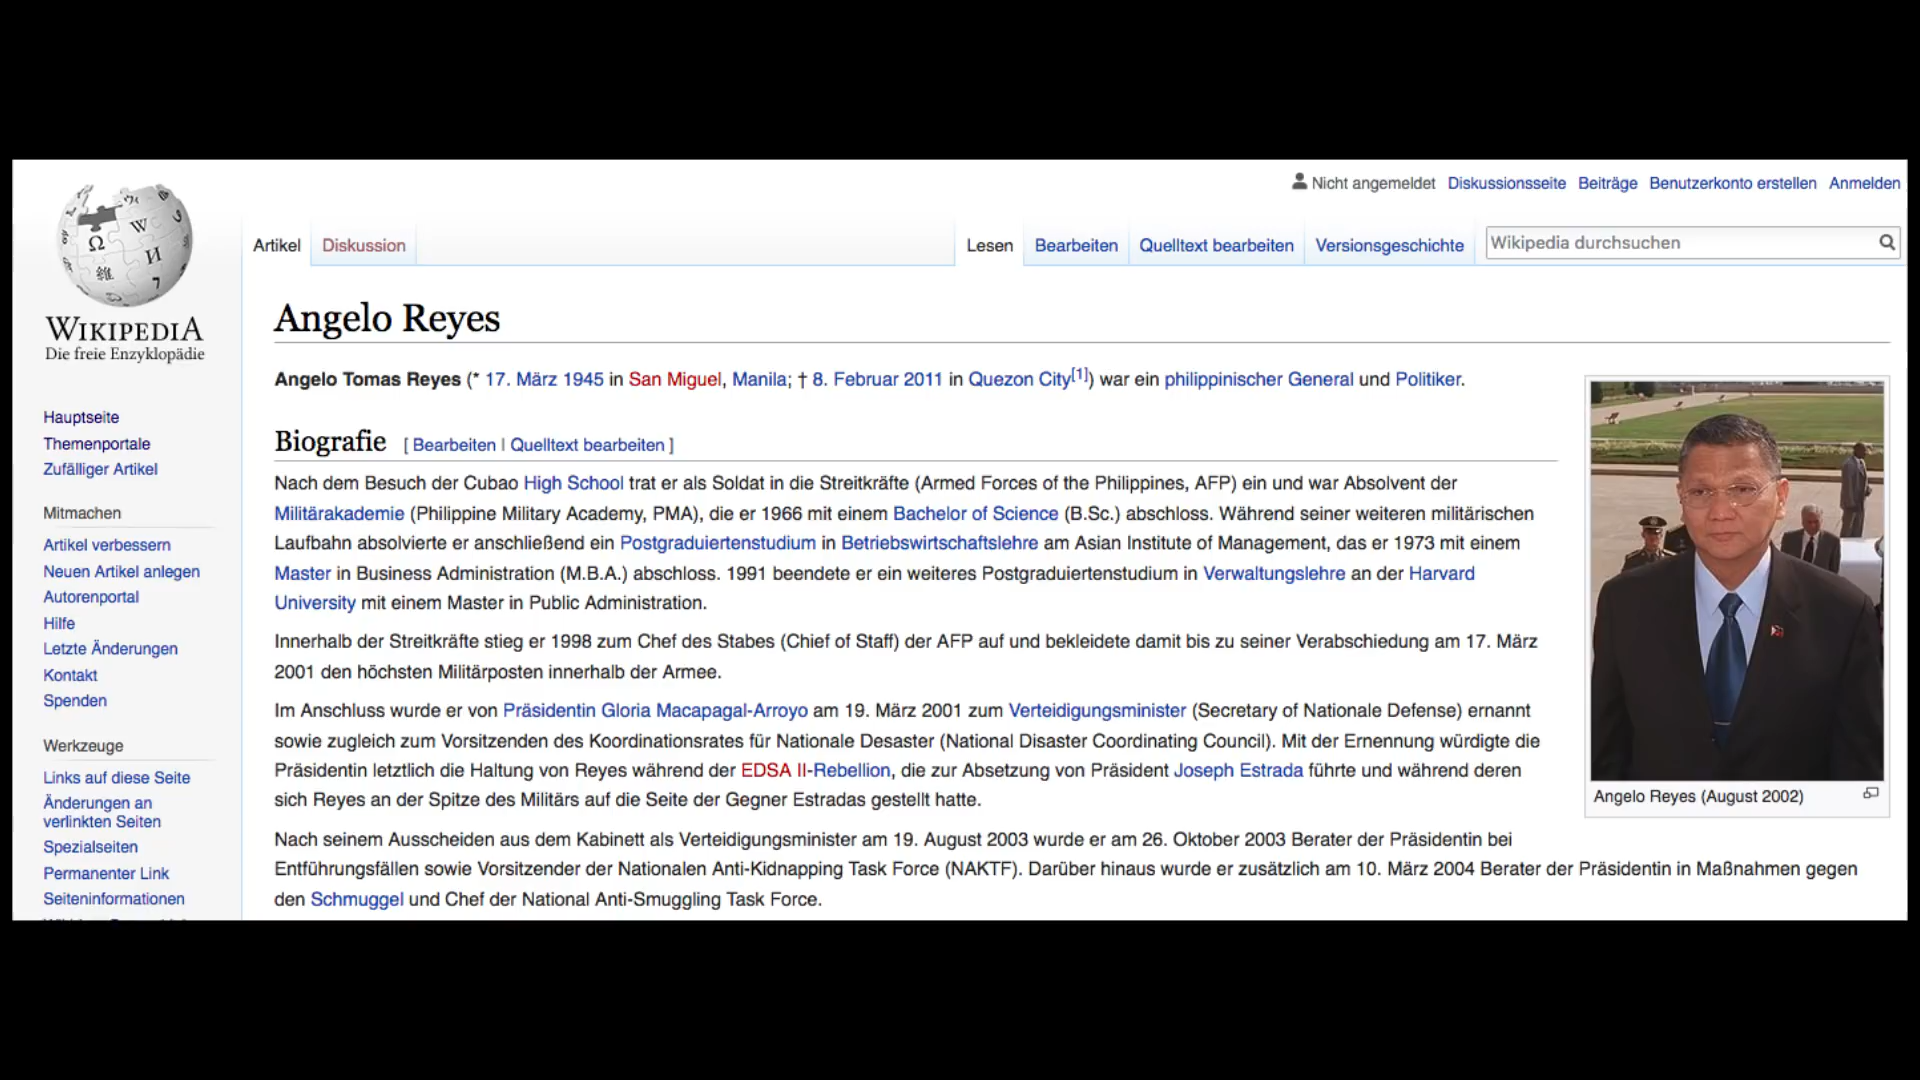 Nicht angemeldet Diskussionsseite Beiträge Benutzerkonto erstellen Anmelden
Artikel Diskussion Lesen Bearbeiten Quelltext bearbeiten Versionsgeschichte Wikipedia durchsuchen
WIKIPEDIA
Die freie Enzyklopädie
Hauptseite
Themenportale
Zufälliger Artikel
Mitmachen
Artikel verbessern
Neuen Artikel anlegen
Autorenportal
Hilfe
Letzte Änderungen
Kontakt
Spenden
Werkzeuge
Links auf diese Seite
Änderungen an
verlinkten Seiten
Spezialseiten
Permanenter Link
Seiteninformationen
Angelo Reyes
Angelo Tomas Reyes (* 17. März 1945 in San Miguel, Manila; † 8. Februar 2011 in Quezon City[1]) war ein philippinischer General und Politiker.
Biografie [ Bearbeiten | Quelltext bearbeiten ]
Nach dem Besuch der Cubao High School trat er als Soldat in die Streitkräfte (Armed Forces of the Philippines, AFP) ein und war Absolvent der
Militärakademie (Philippine Military Academy, PMA), die er 1966 mit einem Bachelor of Science (B.Sc.) abschloss. Während seiner weiteren militärischen
Laufbahn absolvierte er anschließend ein Postgraduiertenstudium in Betriebswirtschaftslehre am Asian Institute of Management, das er 1973 mit einem
Master in Business Administration (M.B.A.) abschloss. 1991 beendete er ein weiteres Postgraduiertenstudium in Verwaltungslehre an der Harvard
University mit einem Master in Public Administration.
Innerhalb der Streitkräfte stieg er 1998 zum Chef des Stabes (Chief of Staff) der AFP auf und bekleidete damit bis zu seiner Verabschiedung am 17. März
2001 den höchsten Militärposten innerhalb der Armee.
Im Anschluss wurde er von Präsidentin Gloria Macapagal-Arroyo am 19. März 2001 zum Verteidigungsminister (Secretary of Nationale Defense) ernannt
sowie zugleich zum Vorsitzenden des Koordinationsrates für Nationale Desaster (National Disaster Coordinating Council). Mit der Ernennung würdigte die
Präsidentin letztlich die Haltung von Reyes während der EDSA II-Rebellion, die zur Absetzung von Präsident Joseph Estrada führte und während deren
sich Reyes an der Spitze des Militärs auf die Seite der Gegner Estradas gestellt hatte.
Nach seinem Ausscheiden aus dem Kabinett als Verteidigungsminister am 19. August 2003 wurde er am 26. Oktober 2003 Berater der Präsidentin bei
Entführungsfällen sowie Vorsitzender der Nationalen Anti-Kidnapping Task Force (NAKTF). Darüber hinaus wurde er zusätzlich am 10. März 2004 Berater der Präsidentin in Maßnahmen gegen
den Schmuggel und Chef der National Anti-Smuggling Task Force.
Angelo Reyes (August 2002)